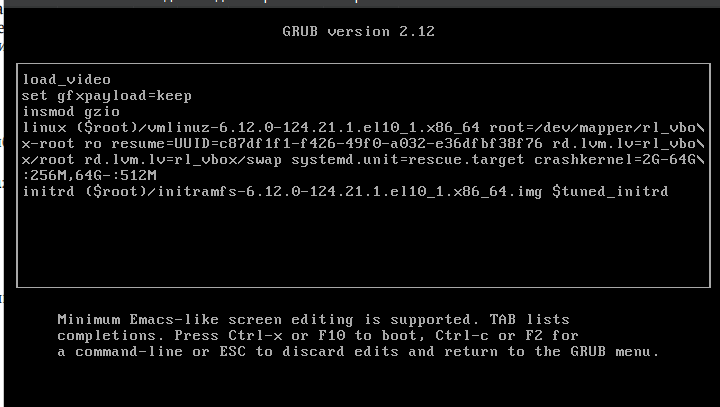 GRUB version 2.12
load_video
set gfxpayload=keep
insmod gzio
linux ($root)/vmlinuz-6.12.0-124.21.1.el10_1.x86_64 root=/dev/mapper/rl_vbo\
x-root ro resume=UUID=c87df1f1-f426-49f0-a032-e36dfbf38f76 rd.lvm.lv=rl_vbo\
x/root rd.lvm.lv=rl_vbox/swap systemd.unit=rescue.target crashkernel=2G-64G\
:256M,64G-:512M
initrd ($root)/initramfs-6.12.0-124.21.1.el10_1.x86_64.img $tuned_initrd
Minimum Emacs-like screen editing is supported. TAB lists
completions. Press Ctrl-x or F10 to boot, Ctrl-c or F2 for
a command-line or ESC to discard edits and return to the GRUB menu.